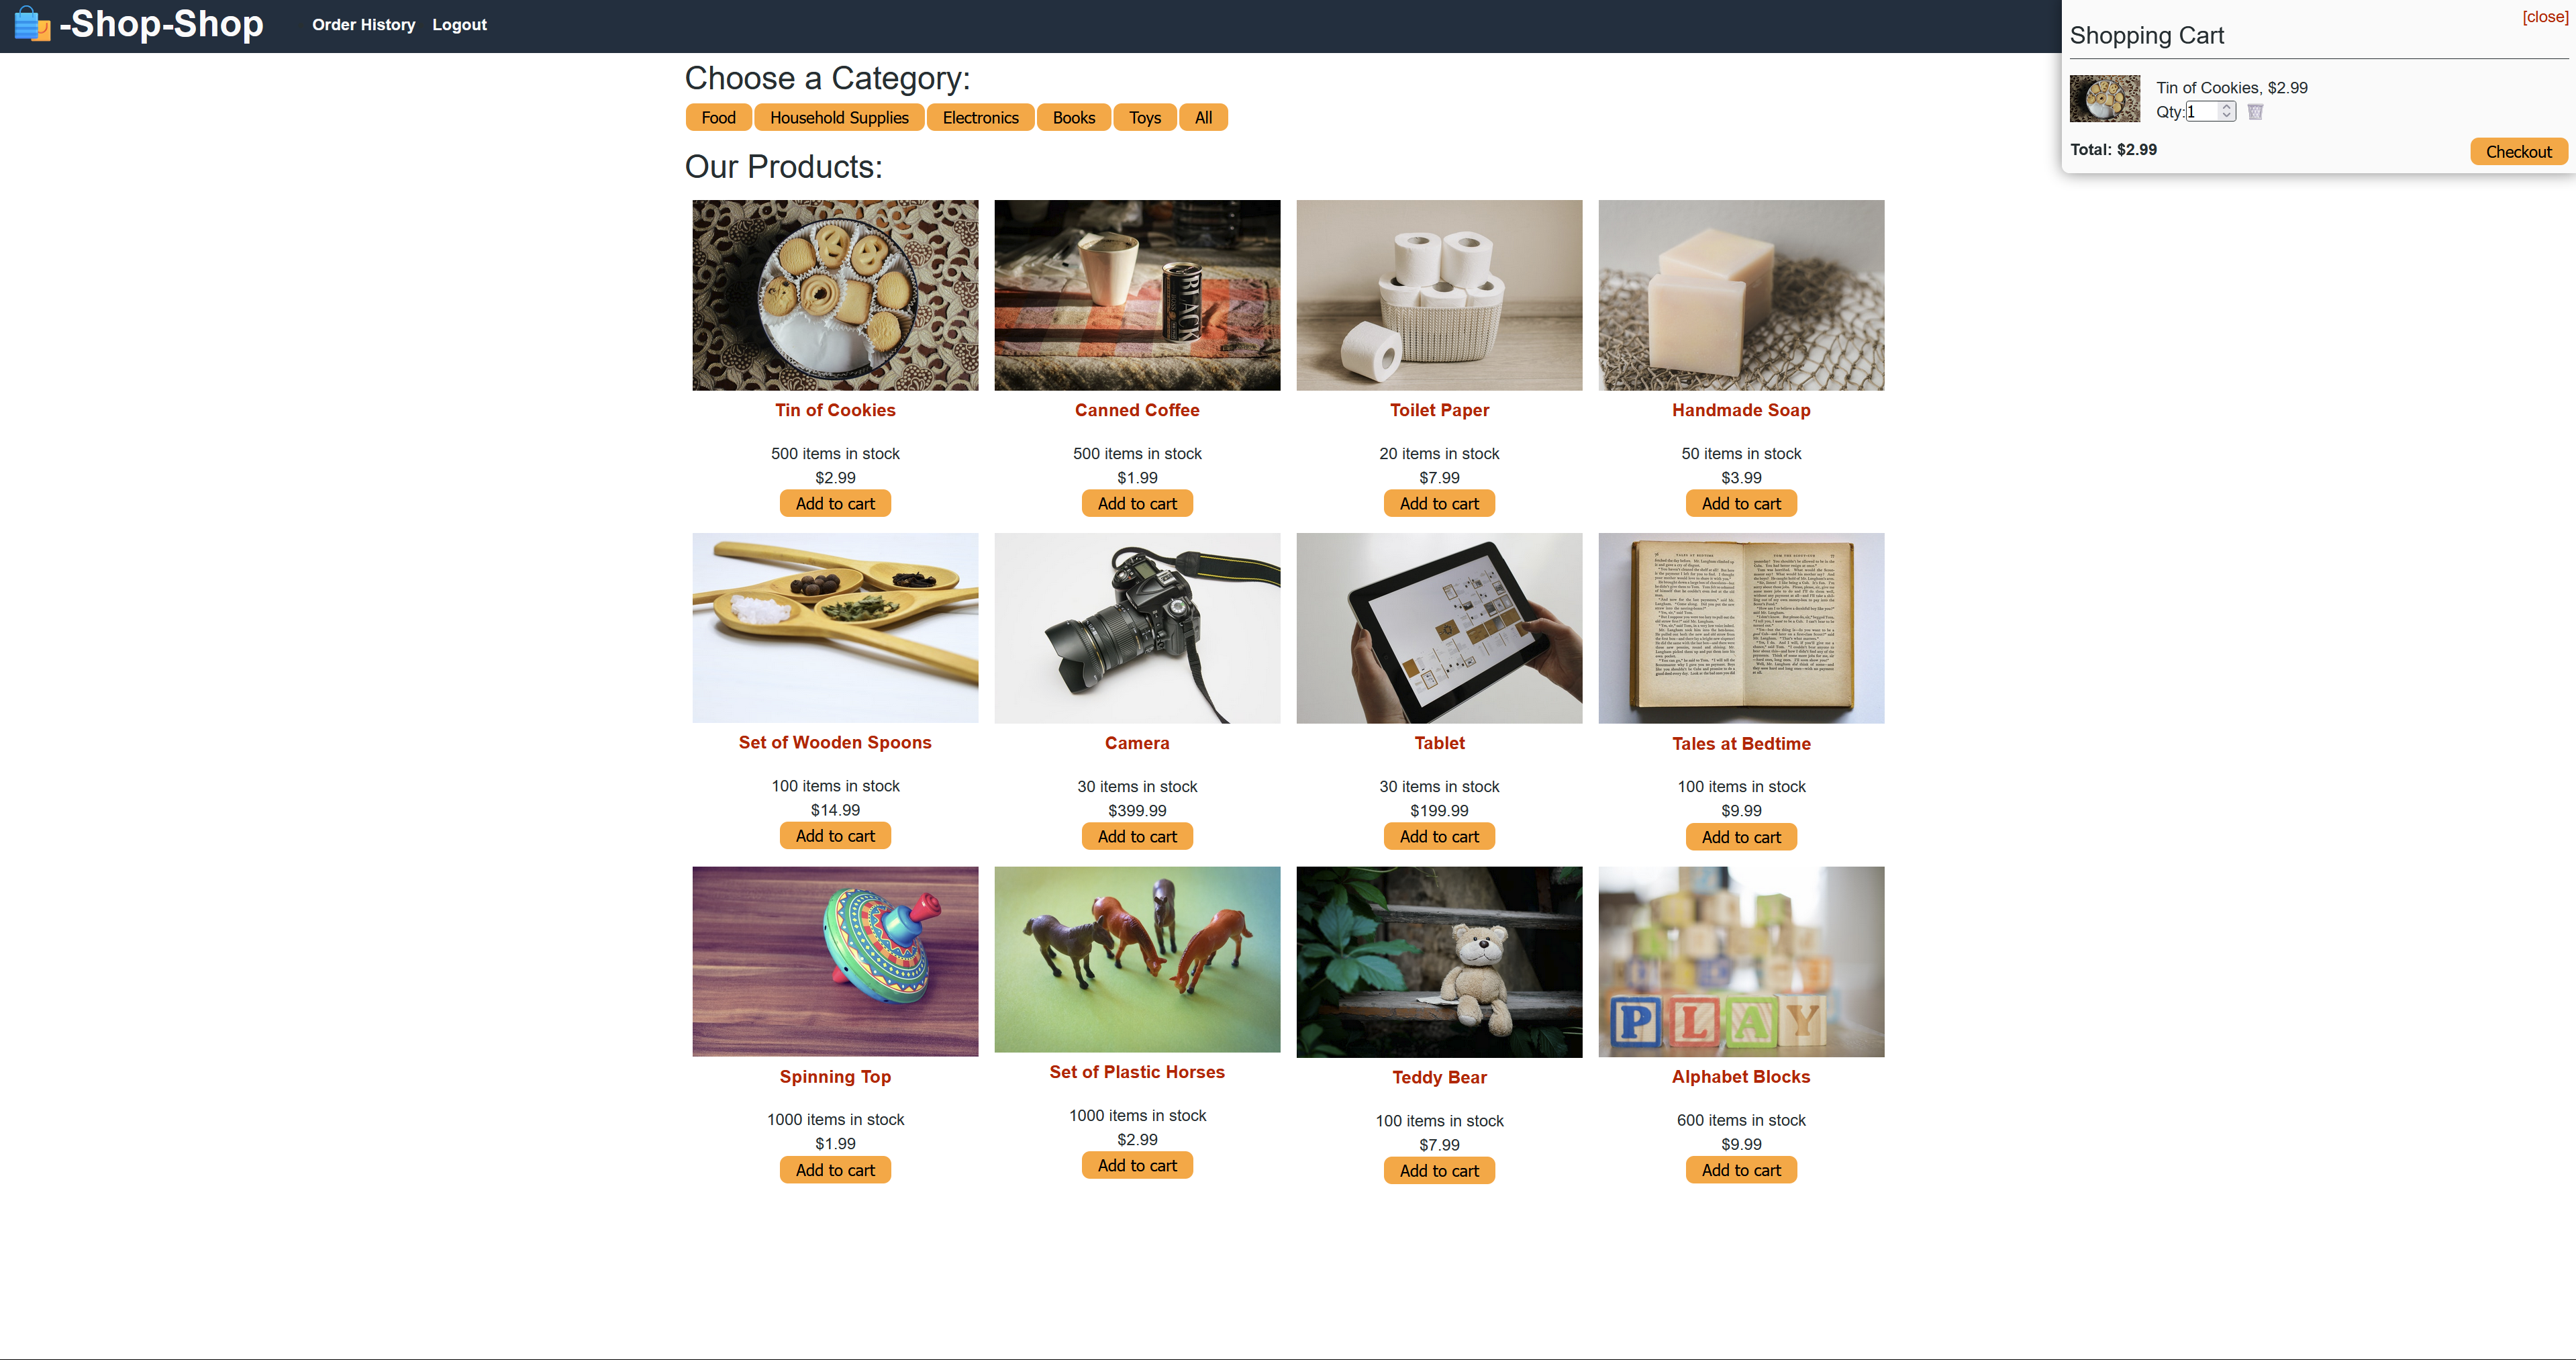 -Shop-Shop
Order History
Logout
[close]
Shopping Cart
Tin of Cookies, $2.99
Qty:1
Total: $2.99
Checkout
Choose a Category:
Food
Household Supplies
Electronics
Books
Toys
All
Our Products:
BLACK
Tin of Cookies
500 items in stock
$2.99
Add to cart
Canned Coffee
500 items in stock
$1.99
Add to cart
Toilet Paper
20 items in stock
$7.99
Add to cart
Handmade Soap
50 items in stock
$3.99
Add to cart
Set of Wooden Spoons
100 items in stock
$14.99
Add to cart
Camera
30 items in stock
$399.99
Add to cart
Tablet
30 items in stock
$199.99
Add to cart
Tales at Bedtime
100 items in stock
$9.99
Add to cart
Spinning Top
1000 items in stock
$1.99
Add to cart
Set of Plastic Horses
1000 items in stock
$2.99
Add to cart
Teddy Bear
100 items in stock
$7.99
Add to cart
PLAY
Alphabet Blocks
600 items in stock
$9.99
Add to cart